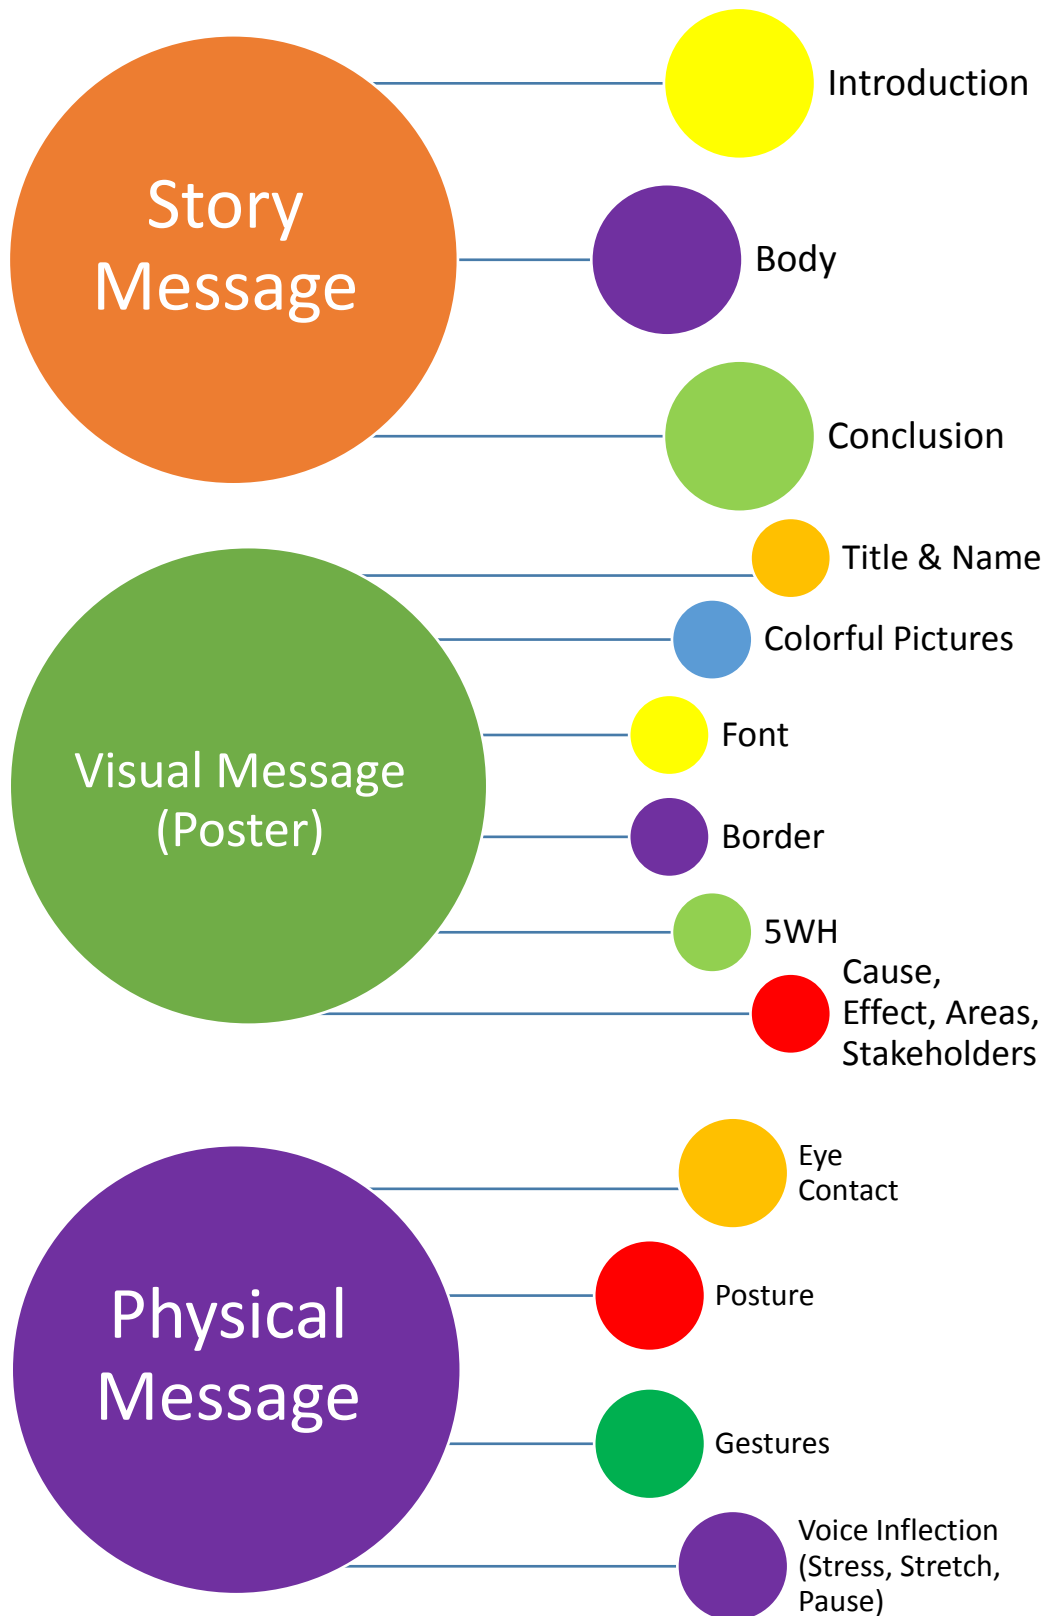 Story
Message
Introduction
Body
Conclusion
Visual Message
(Poster)
Title & Name
Colorful Pictures
Font
Border
5WH
Cause,
Effect, Areas,
Stakeholders
Physical
Message
Eye
Contact
Posture
Gestures
Voice Inflection
(Stress, Stretch,
Pause)